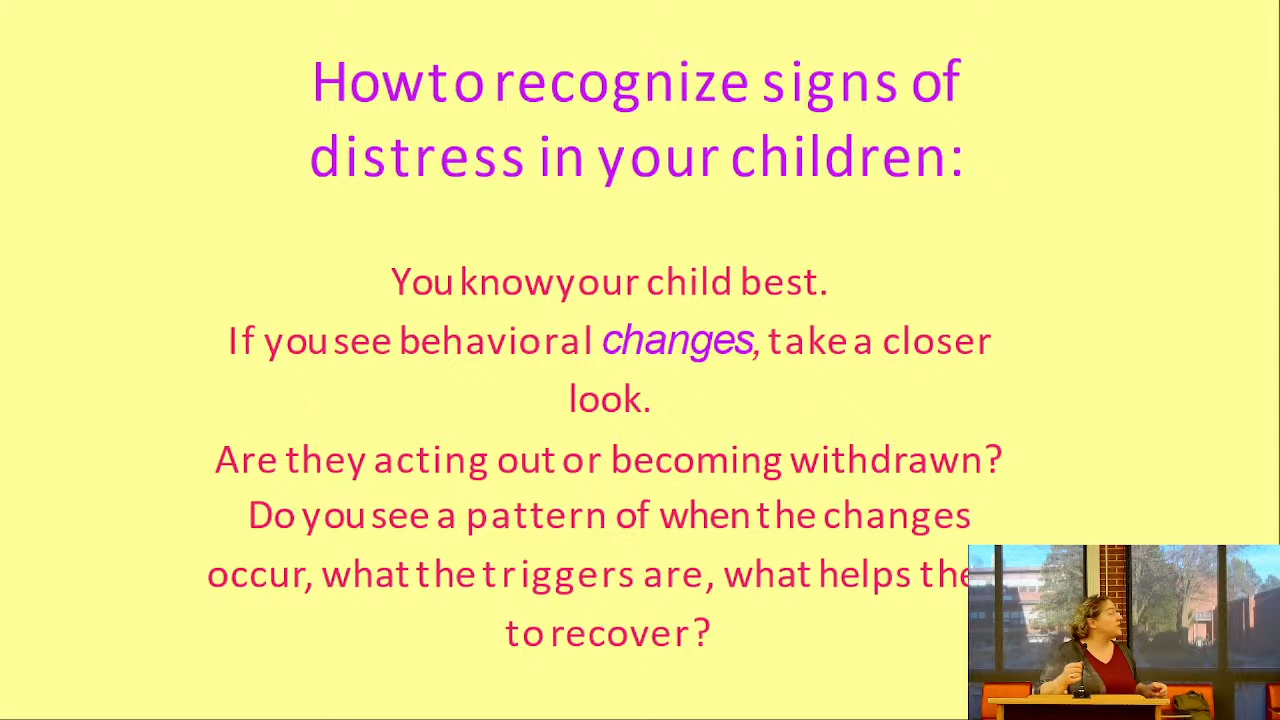 How to recognize signs of
distress in your children:
You know your child best.
If you see behavioral changes, take a closer
look.
Are they acting out or becoming withdrawn?
Do you see a pattern of when the changes
occur, what the triggers are, what helps
to recover?